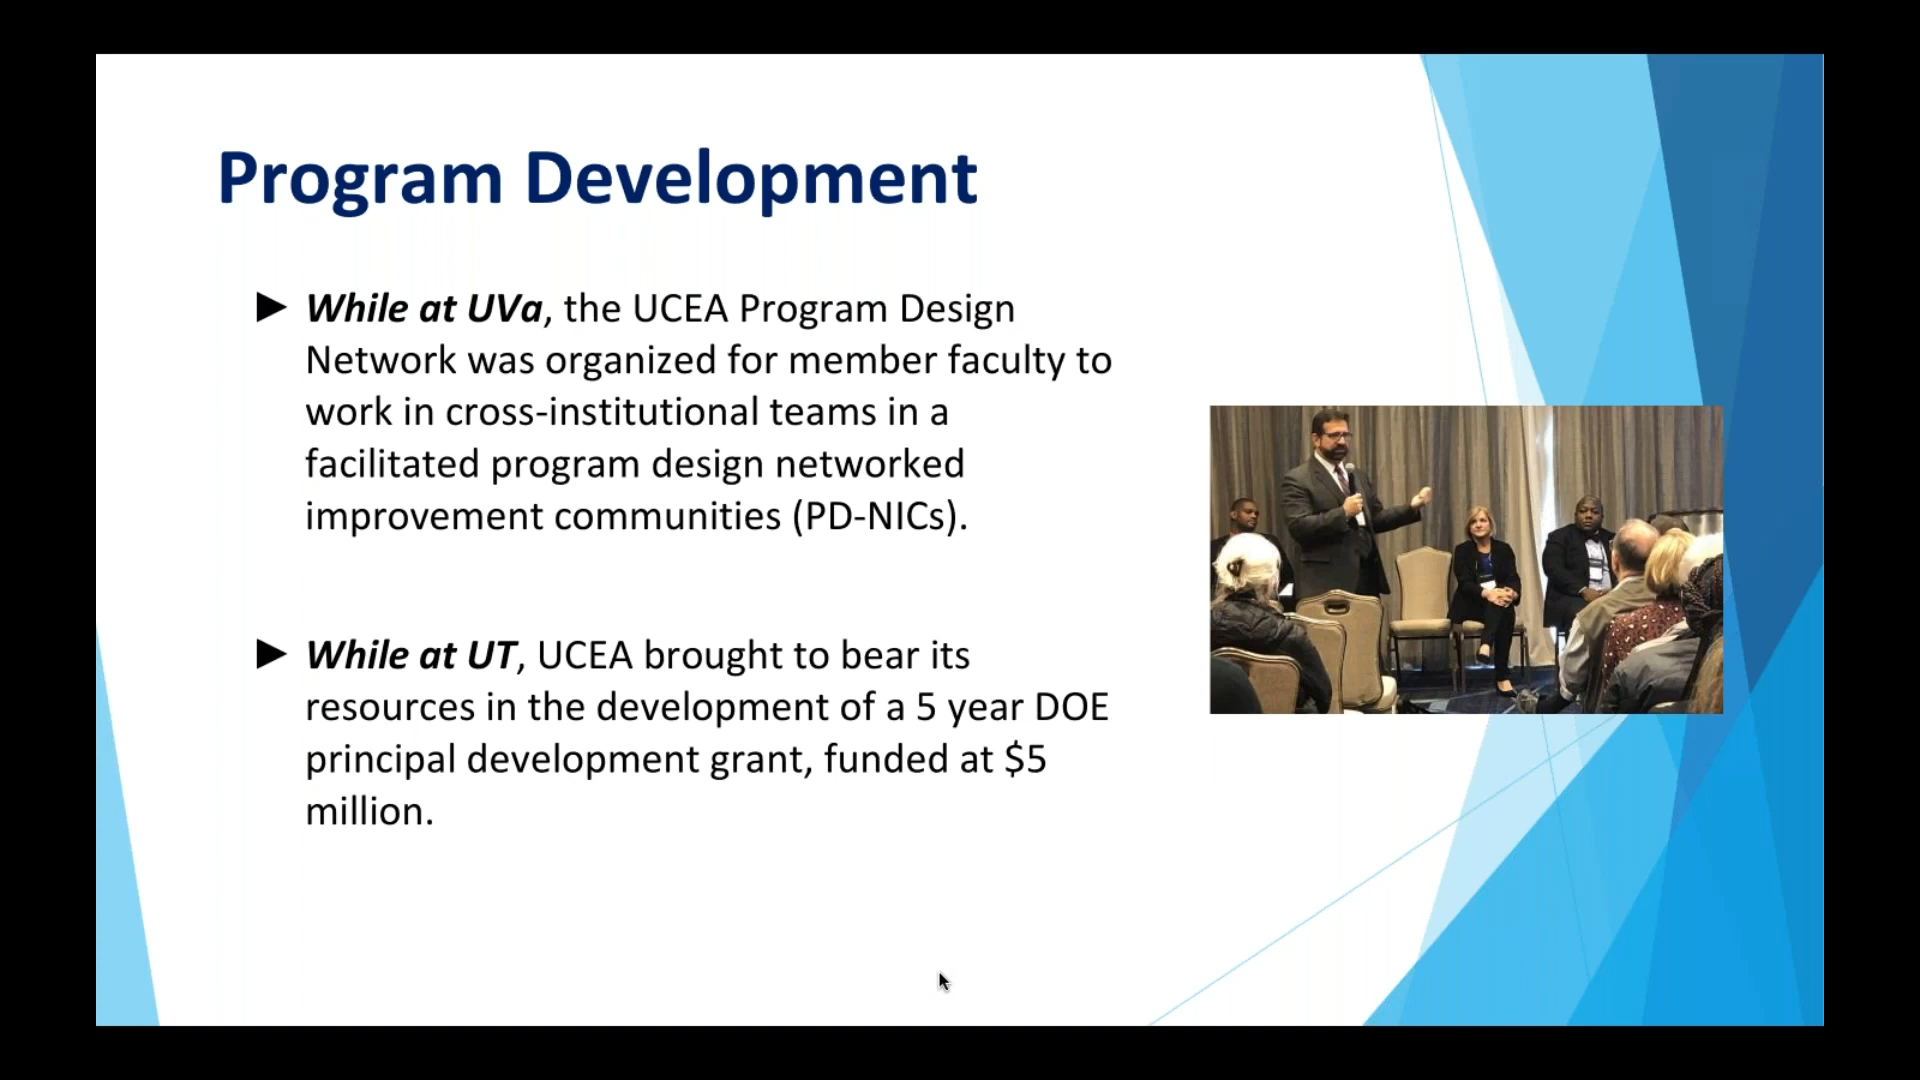 Program Development
► While at UVa, the UCEA Program Design
Network was organized for member faculty to
work in cross-institutional teams in a
facilitated program design networked
improvement communities (PD-NICs).
► While at UT, UCEA brought to bear its
resources in the development of a 5 year DOE
principal development grant, funded at $5
million.